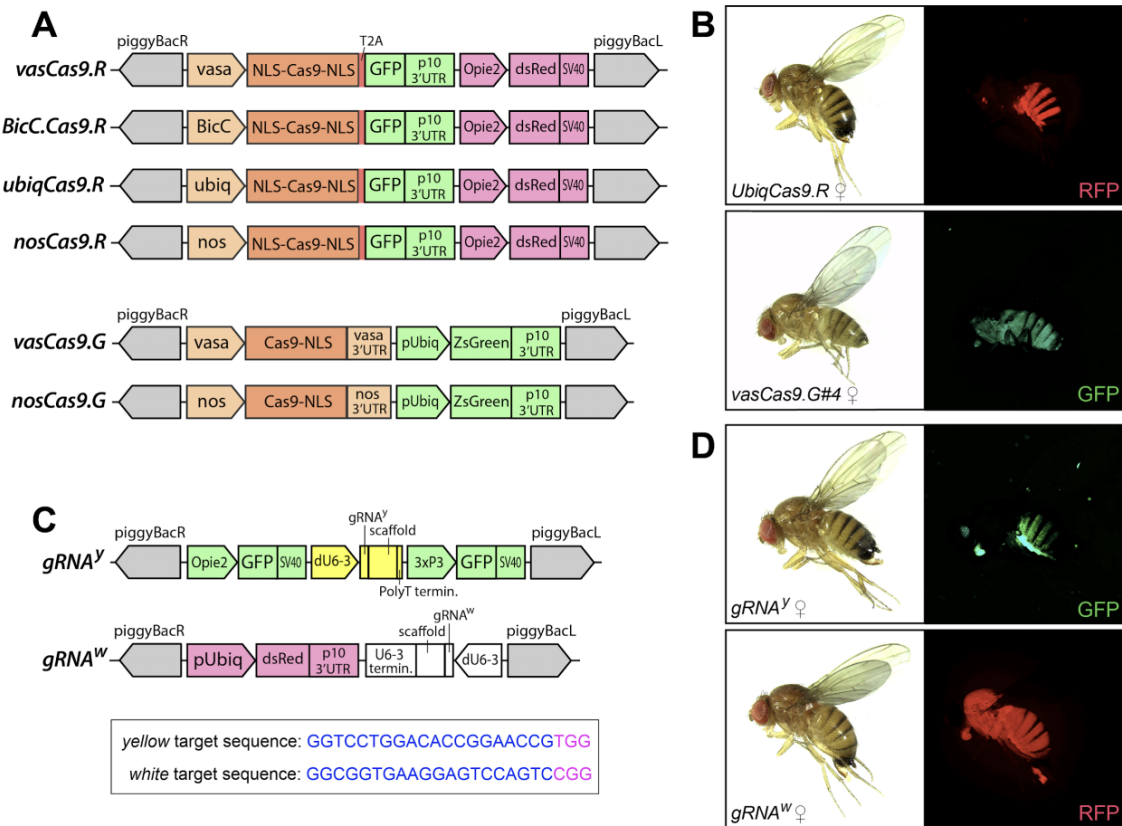 A
piggyBacR T2A piggyBacL
vasCas9.R vasa NLS-Cas9-NLS GFP p10 3'UTR Opie2 dsRed SV40
BicC.Cas9.R BicC NLS-Cas9-NLS GFP p10 3'UTR Opie2 dsRed SV40
ubiqCas9.R ubiq NLS-Cas9-NLS GFP p10 3'UTR Opie2 dsRed SV40
nosCas9.R nos NLS-Cas9-NLS GFP p10 3'UTR Opie2 dsRed SV40
piggyBacR piggyBacL
vasCas9.G vasa Cas9-NLS vasa 3'UTR pUbiq ZsGreen p10 3'UTR
nosCas9.G nos Cas9-NLS nos 3'UTR pUbiq ZsGreen p10 3'UTR
B
UbiqCas9.R ♀ RFP
vasCas9.G#4 ♀ GFP
C
piggyBacR gRNAʸ scaffold piggyBacL
gRNAʸ Opie2 GFP SV40 dU6-3 3xP3 GFP SV40
PolyT termin.
piggyBacR scaffold gRNAʷ piggyBacL
gRNAʷ pUbiq dsRed p10 3'UTR U6-3 termin. dU6-3
yellow target sequence: GGTCCTGGACACCGGAACCGTGG
white target sequence: GGCGGTGAAGGAGTCCAGTCCGG
D
gRNAʸ ♀ GFP
gRNAʷ ♀ RFP